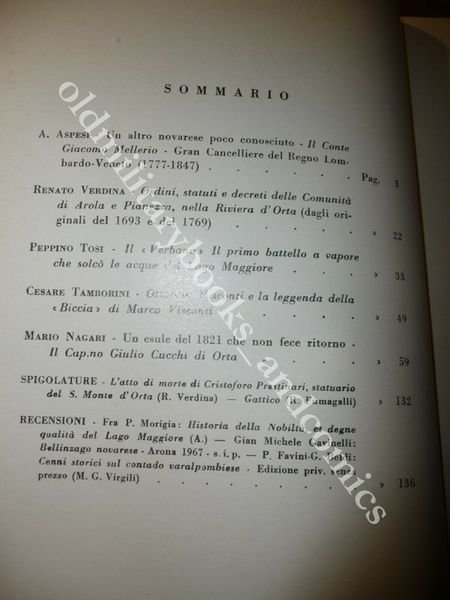 SOMMARIO
A. ASPESI - Un altro novarese poco conosciuto - Il Conte
Giacomo Mellerio - Gran Cancelliere del Regno Lom-
bardo-Veneto (1777-1847) . . . . . Pag. 3
RENATO VERDINA - Ordini, statuti e decreti delle Comunità
di Arola e Pianezza, nella Riviera d'Orta (dagli ori-
ginali del 1693 e del 1769) . . . . . » 22
PEPPINO TOSI - Il «Verbano» Il primo battello a vapore
che solcò le acque del Lago Maggiore . . . . » 33
CESARE TAMBORINI - Ottorino Visconti e la leggenda della
«Biccia» di Marco Visconti . . . . . » 49
MARIO NAGARI - Un esule del 1821 che non fece ritorno -
Il Cap.no Giulio Cucchi di Orta . . . . » 59
SPIGOLATURE - L'atto di morte di Cristoforo Prestinari, statuario
del S. Monte d'Orta (R. Verdina) — Gattico (R. Fumagalli) . » 132
RECENSIONI - Fra P. Morigia: Historia della Nobiltà, et degne
qualità del Lago Maggiore (A.) — Gian Michele Gavinelli:
Bellinzago novarese - Arona 1967 - s.i.p. — P. Favini-G. Beldì:
Cenni storici sul contado varalpombiese - Edizione priv. senza
prezzo (M. G. Virgili) . . . . . » 136
oldmilitarybooks_andcomics